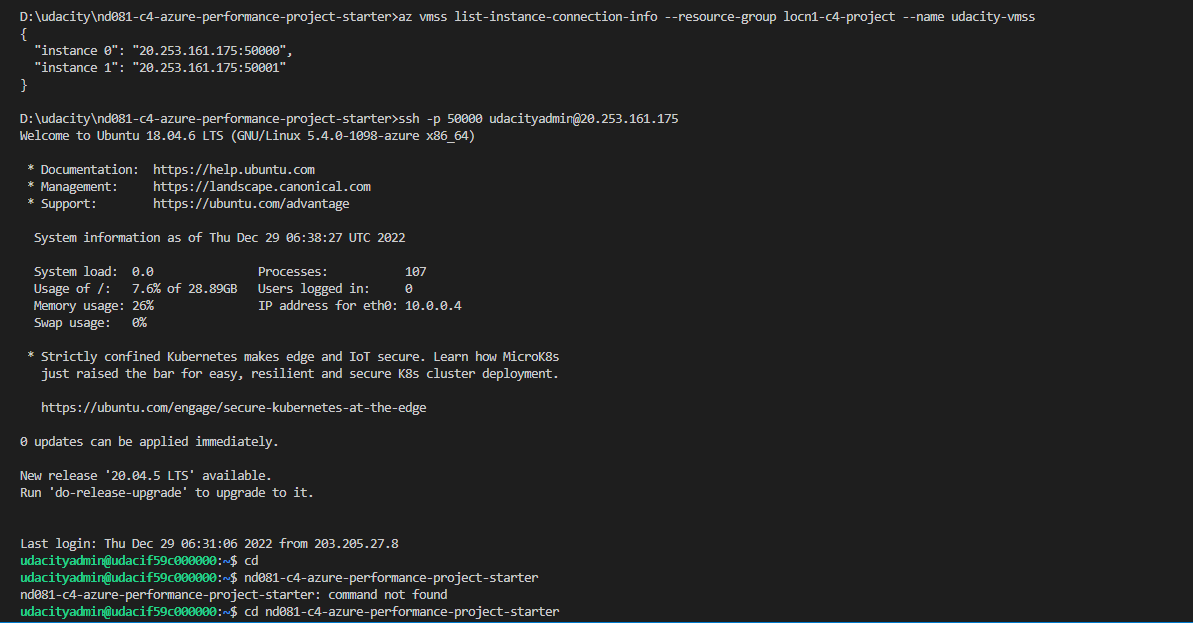 D:\udacity\nd081-c4-azure-performance-project-starter>az vmss list-instance-connection-info --resource-group locn1-c4-project --name udacity-vmss
{
  "instance 0": "20.253.161.175:50000",
  "instance 1": "20.253.161.175:50001"
}
D:\udacity\nd081-c4-azure-performance-project-starter>ssh -p 50000 udacityadmin@20.253.161.175
Welcome to Ubuntu 18.04.6 LTS (GNU/Linux 5.4.0-1098-azure x86_64)
 * Documentation:  https://help.ubuntu.com
 * Management:     https://landscape.canonical.com
 * Support:        https://ubuntu.com/advantage
  System information as of Thu Dec 29 06:38:27 UTC 2022
  System load:  0.0               Processes:           107
  Usage of /:   7.6% of 28.89GB   Users logged in:     0
  Memory usage: 26%               IP address for eth0: 10.0.0.4
  Swap usage:   0%
 * Strictly confined Kubernetes makes edge and IoT secure. Learn how MicroK8s
   just raised the bar for easy, resilient and secure K8s cluster deployment.
   https://ubuntu.com/engage/secure-kubernetes-at-the-edge
0 updates can be applied immediately.
New release '20.04.5 LTS' available.
Run 'do-release-upgrade' to upgrade to it.
Last login: Thu Dec 29 06:31:06 2022 from 203.205.27.8
udacityadmin@udacif59c000000:~$ cd
udacityadmin@udacif59c000000:~$ nd081-c4-azure-performance-project-starter
nd081-c4-azure-performance-project-starter: command not found
udacityadmin@udacif59c000000:~$ cd nd081-c4-azure-performance-project-starter